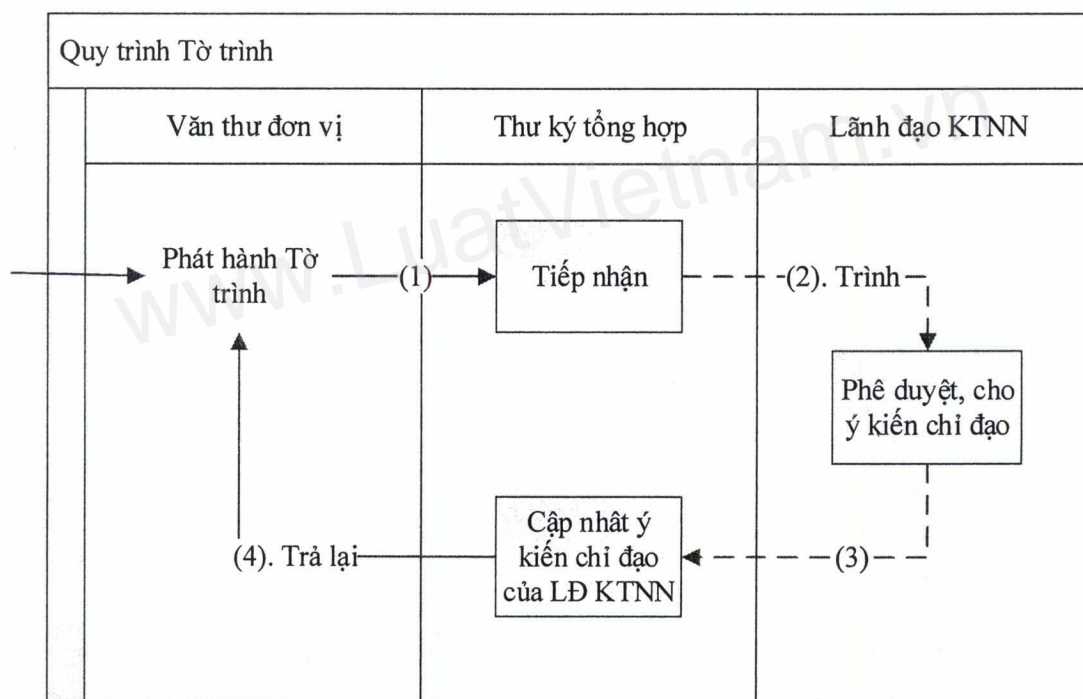 Quy trình Tờ trình
Văn thư đơn vị
Thư ký tổng hợp
Lãnh đạo KTNN
www.LuatVietnam.vn
Phát hành Tờ
trình
(1)
Tiếp nhận
(2). Trình
Phê duyệt, cho
ý kiến chỉ đạo
(3)
Cập nhât ý
kiến chỉ đạo
của LĐ KTNN
(4). Trả lại